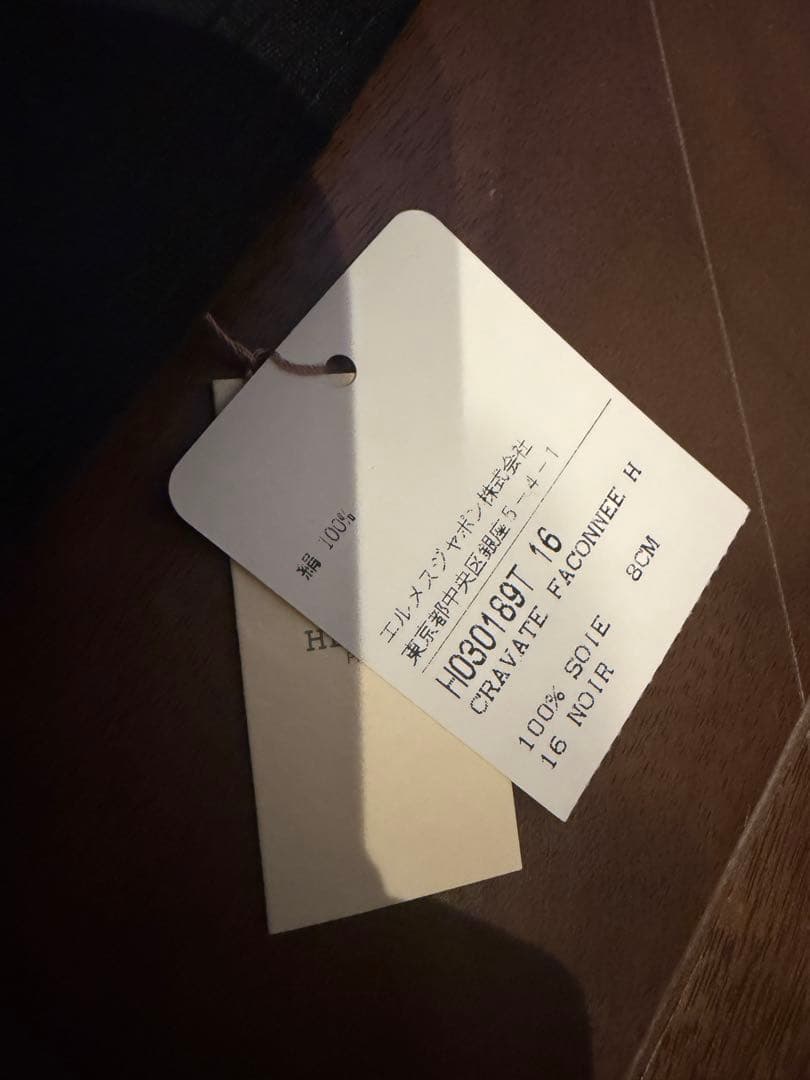 絹 100%
エルメスジャポン株式会社
東京都中央区銀座5-4-1
H030189T 16
CRAVATE FACONNEE H
8CM
100% SOIE
16 NOIR